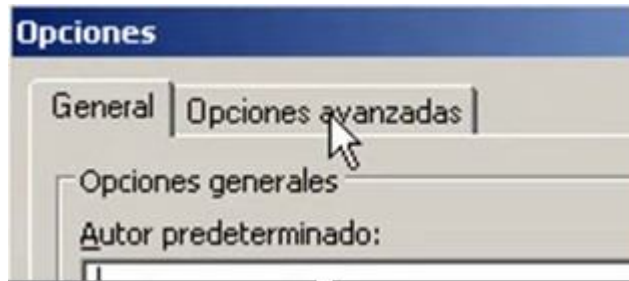 Opciones
General Opciones avanzadas
Opciones generales
Autor predeterminado: